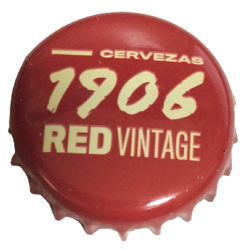 CERVEZAS
1906
RED VINTAGE